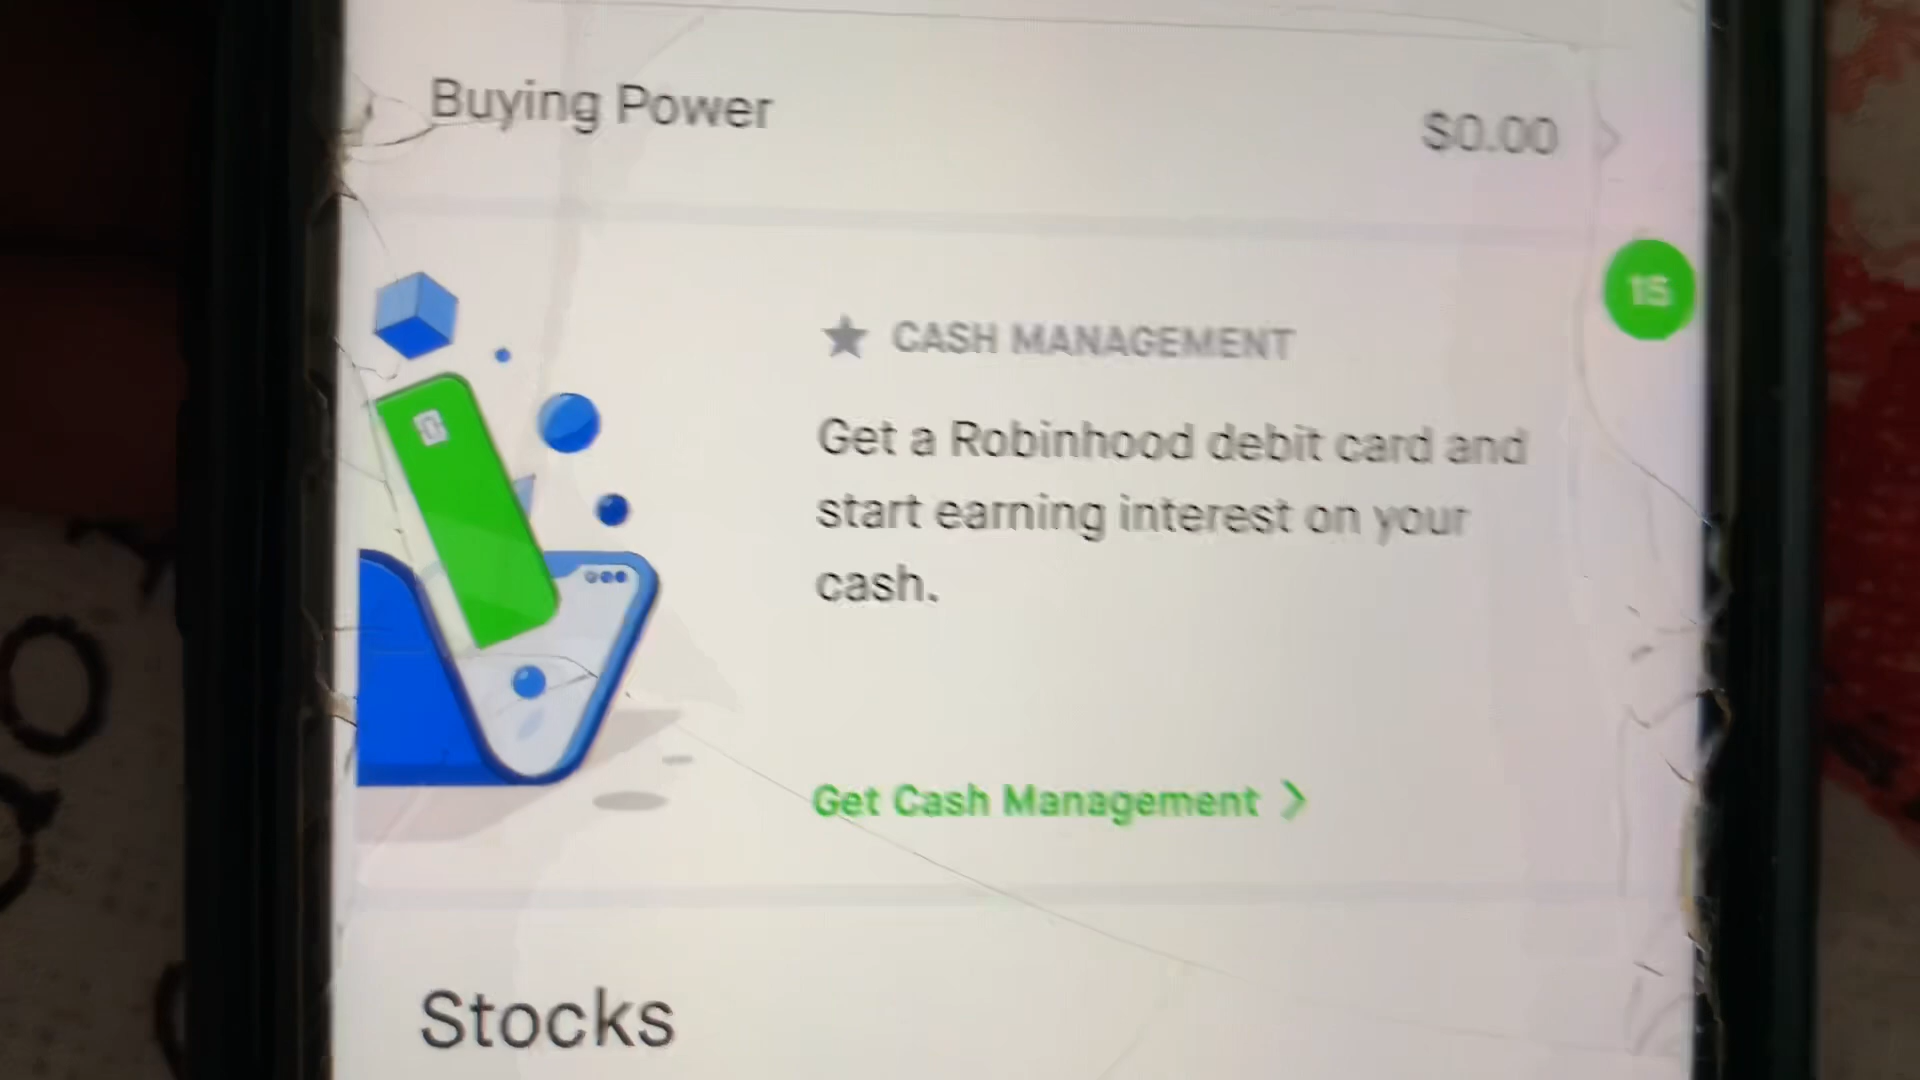 Buying Power
$0.00
15
CASH MANAGEMENT
Get a Robinhood debit card and
start earning interest on your
cash.
Get Cash Management
Stocks